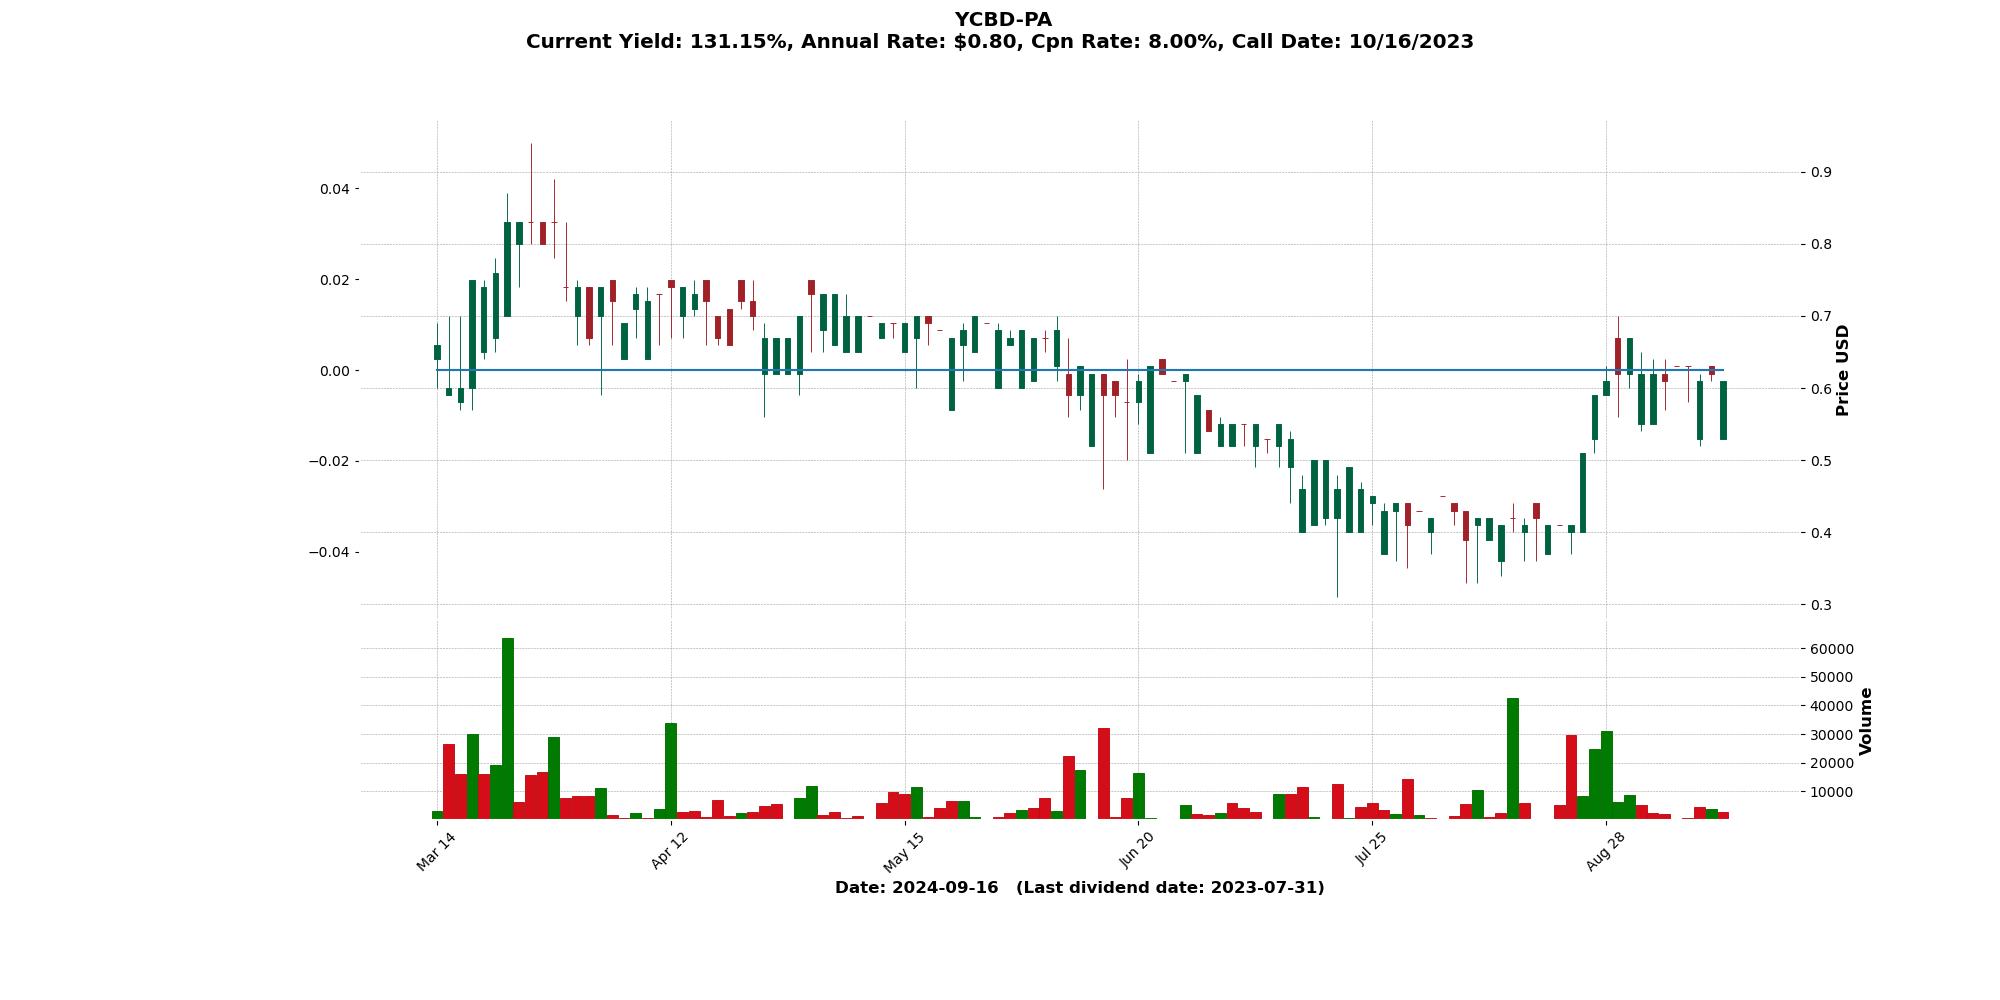 YCBD-PA
Current Yield: 131.15%, Annual Rate: $0.80, Cpn Rate: 8.00%, Call Date: 10/16/2023
0.04
0.02
0.00
−0.02
−0.04
0.9
0.8
0.7
0.6
0.5
0.4
0.3
Price USD
60000
50000
40000
30000
20000
10000
Volume
Mar 14
Apr 12
May 15
Jun 20
Jul 25
Aug 28
Date: 2024-09-16 (Last dividend date: 2023-07-31)